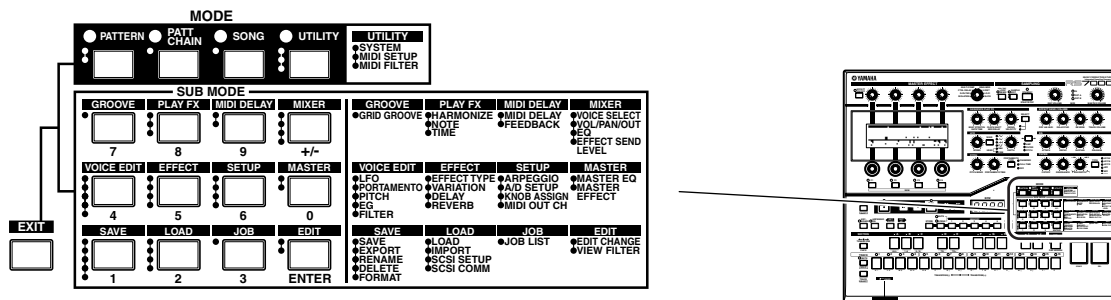 MODE
PATTERN PATT CHAIN SONG UTILITY
UTILITY
SYSTEM
MIDI SETUP
MIDI FILTER
SUB MODE
GROOVE PLAY FX MIDI DELAY MIXER
7 8 9 +/-
VOICE EDIT EFFECT SETUP MASTER
4 5 6 0
SAVE LOAD JOB EDIT
1 2 3 ENTER
GROOVE
GRID GROOVE
PLAY FX
HARMONIZE
NOTE
TIME
MIDI DELAY
MIDI DELAY
FEEDBACK
MIXER
VOICE SELECT
VOL/PAN/OUT
EQ
EFFECT SEND
LEVEL
VOICE EDIT
LFO
PORTAMENTO
PITCH
EG
FILTER
EFFECT
EFFECT TYPE
VARIATION
DELAY
REVERB
SETUP
ARPEGGIO
A/D SETUP
KNOB ASSIGN
MIDI OUT CH
MASTER
MASTER EQ
MASTER
EFFECT
SAVE
SAVE
EXPORT
RENAME
DELETE
FORMAT
LOAD
LOAD
IMPORT
SCSI SETUP
SCSI COMM
JOB
JOB LIST
EDIT
EDIT CHANGE
VIEW FILTER
EXIT
YAMAHA
MASTER EFFECT
SAMPLING
7000